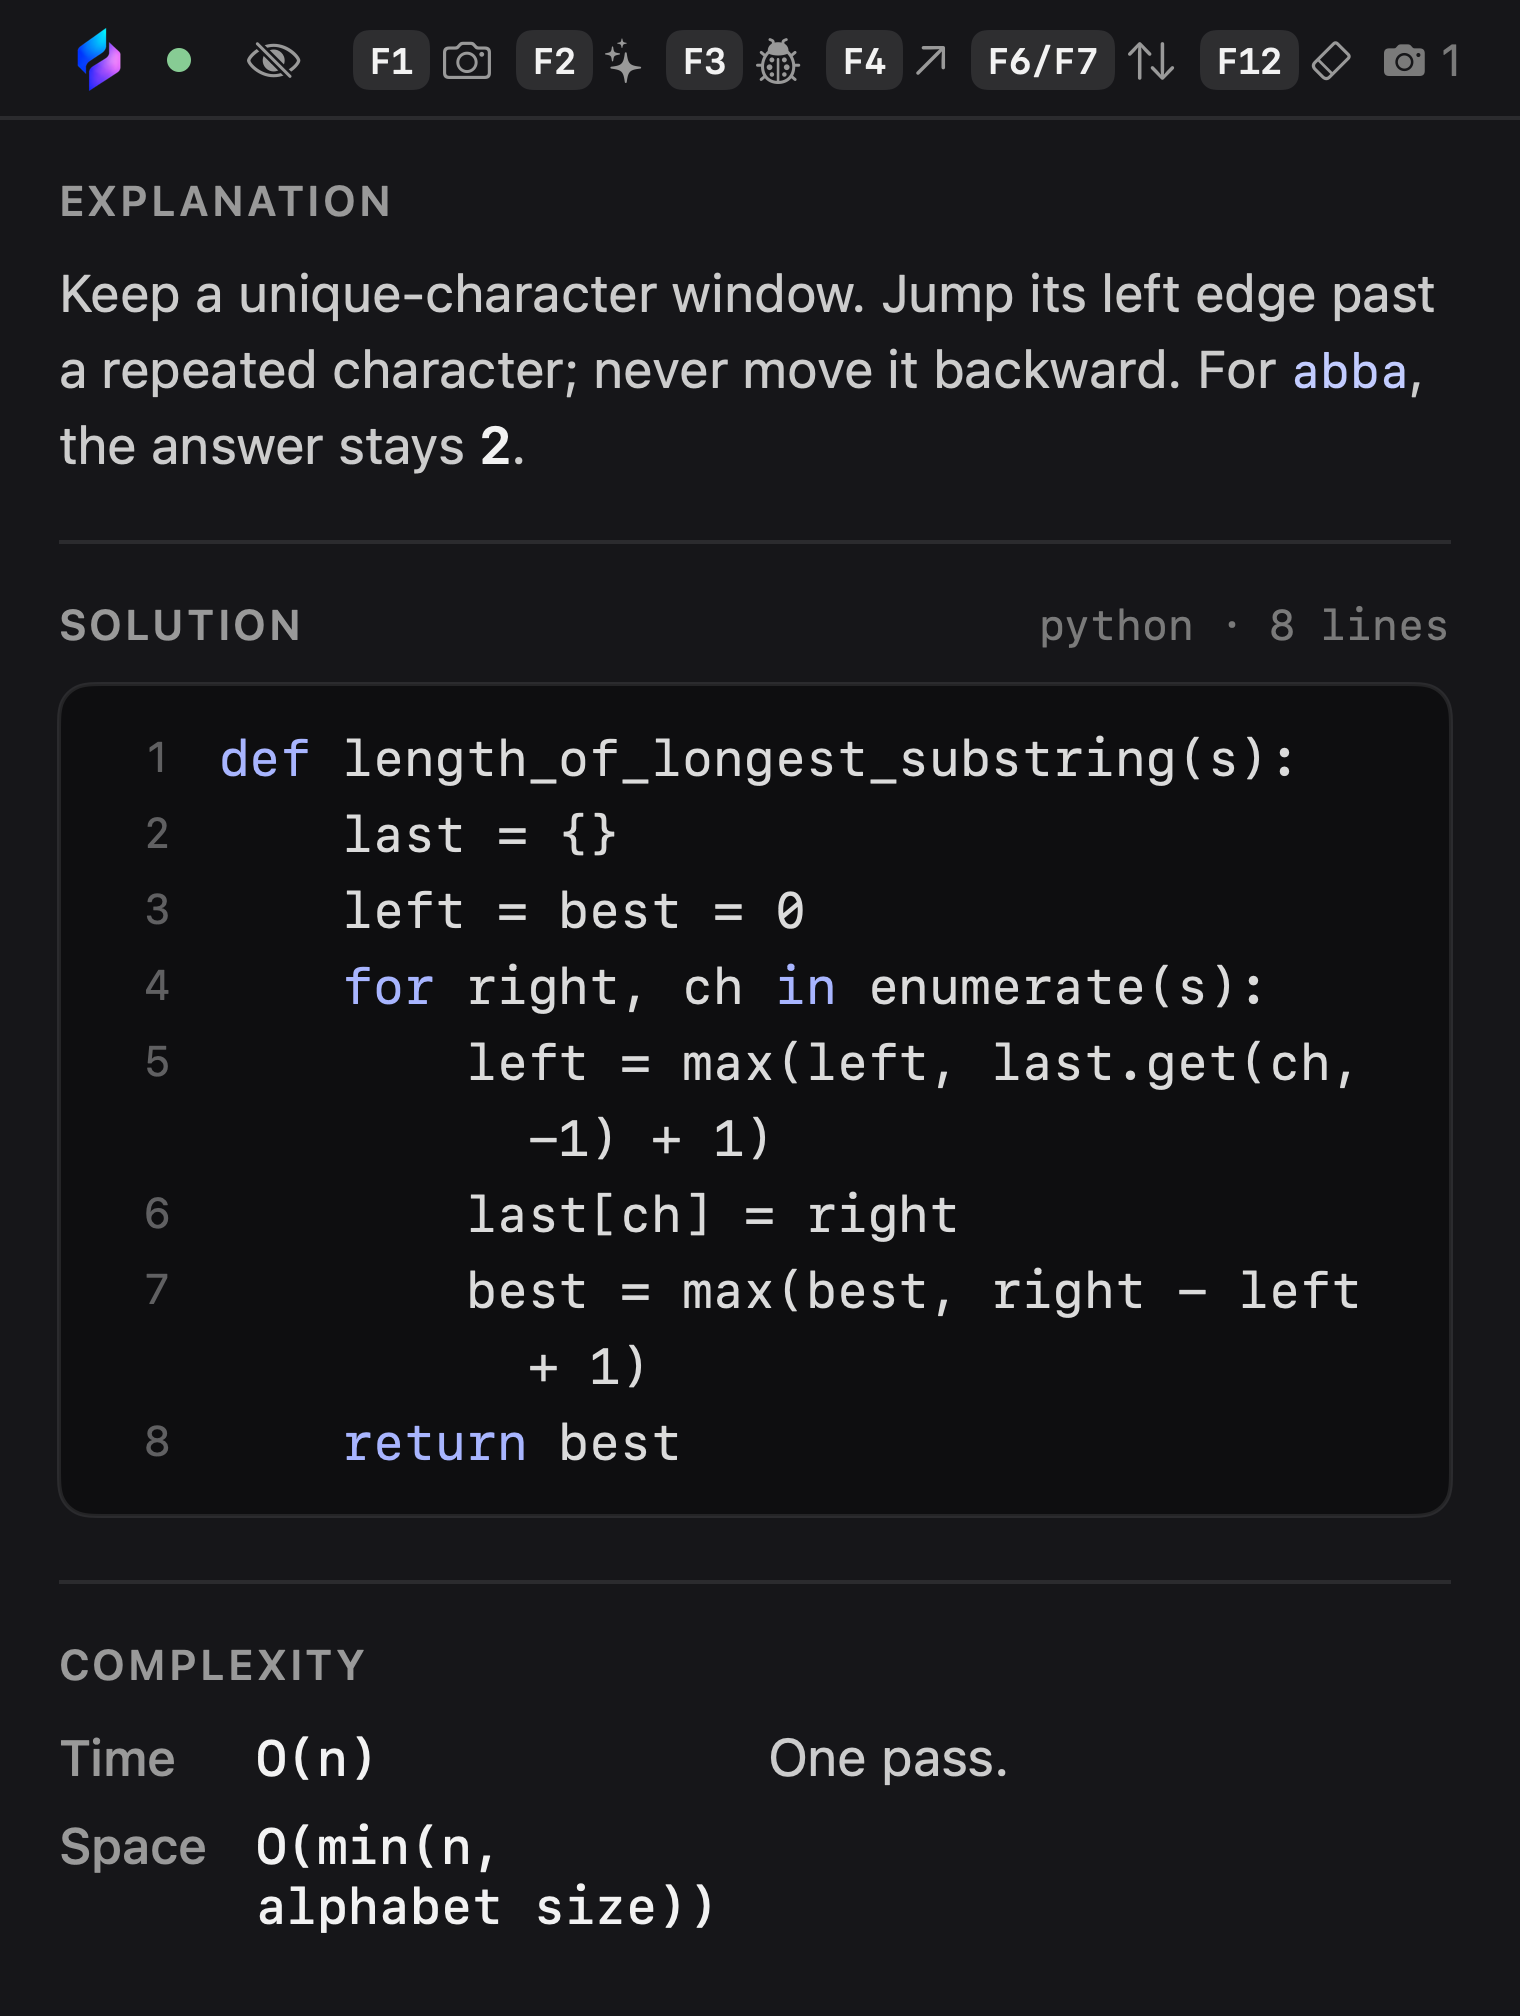 F1 F2 F3 F4 F6/F7 F12 1
EXPLANATION
Keep a unique-character window. Jump its left edge past
a repeated character; never move it backward. For abba,
the answer stays 2.
SOLUTION python · 8 lines
1 def length_of_longest_substring(s):
2     last = {}
3     left = best = 0
4     for right, ch in enumerate(s):
5         left = max(left, last.get(ch,
            -1) + 1)
6         last[ch] = right
7         best = max(best, right - left
            + 1)
8     return best
COMPLEXITY
Time O(n) One pass.
Space O(min(n,
alphabet size))